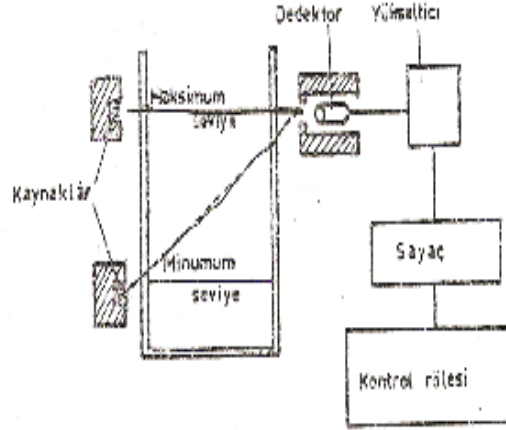 Dedektor
Yükseltici
Maksimum
seviye
Kaynaklar
Minumum
seviye
Sayaç
Kontrol rölesi